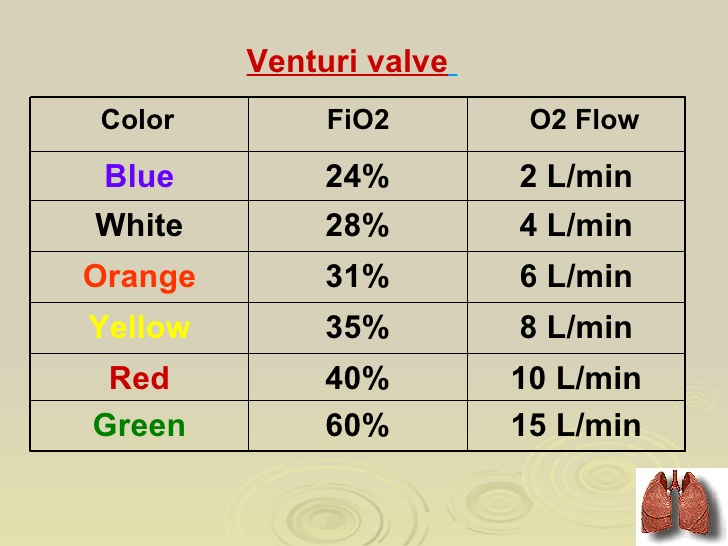 Venturi valve
Color FiO2 O2 Flow
Blue 24% 2 L/min
White 28% 4 L/min
Orange 31% 6 L/min
Yellow 35% 8 L/min
Red 40% 10 L/min
Green 60% 15 L/min